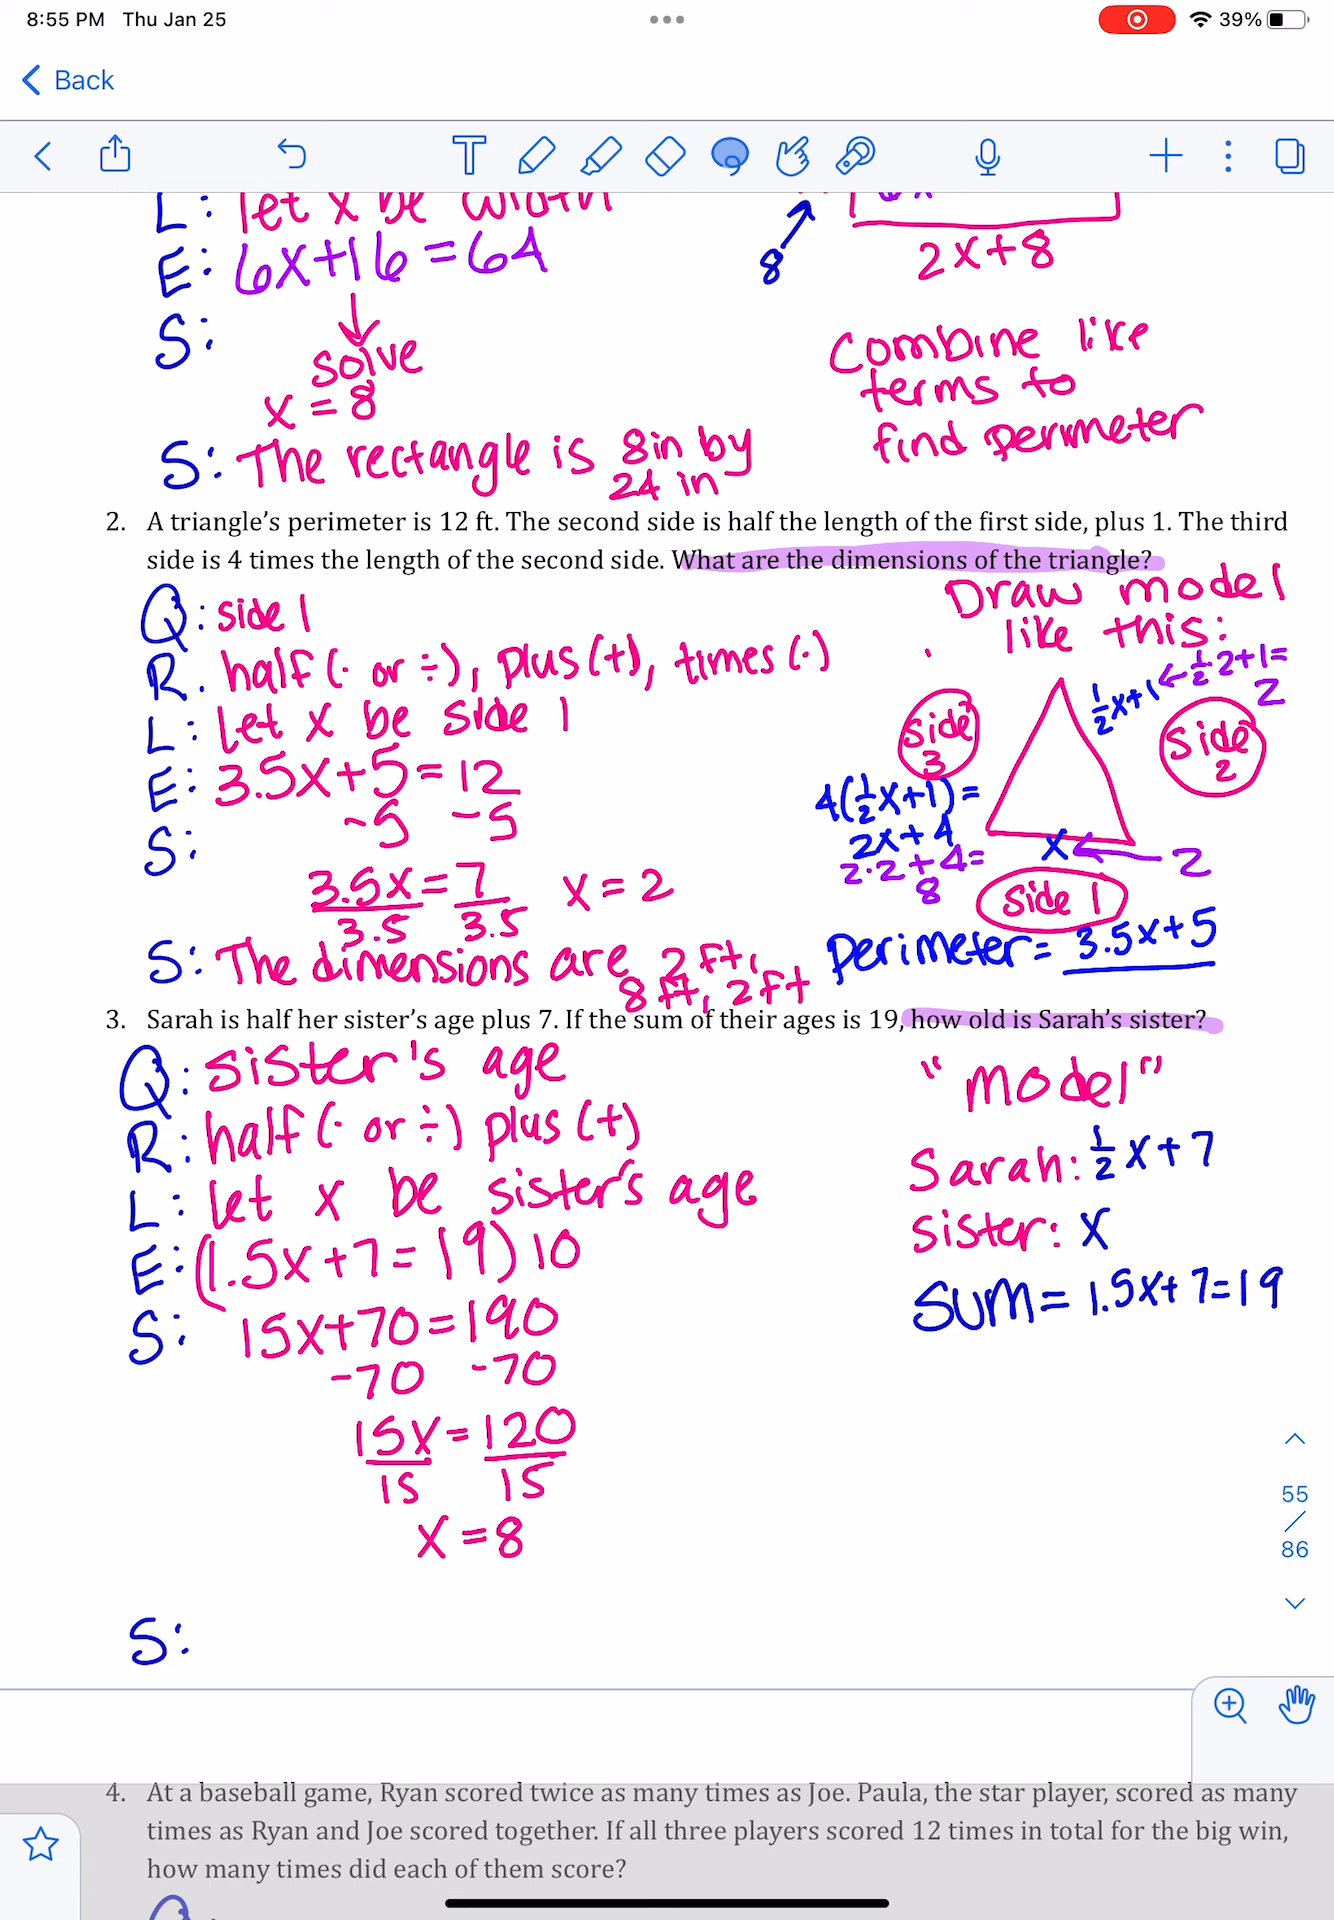 8:55 PM Thu Jan 25
39%
Back
L: let x be width
E: 6x+16=64
8
2x+8
S:
solve
x = 8
Combine like
terms to
find perimeter
S: The rectangle is 8in by
24 in
2. A triangle's perimeter is 12 ft. The second side is half the length of the first side, plus 1. The third
side is 4 times the length of the second side. What are the dimensions of the triangle?
Q: side 1
R. half (· or ÷), plus (+), times (·)
L: let x be side 1
E: 3.5x+5=12
-5 -5
S:
3.5x=7
3.5 3.5
x=2
S: The dimensions are 2ft,
8 ft, 2ft
Draw model
like this:
1/2x+1 ← 1/2 2+1=
2
side 3
side 2
4(1/2x+1)=
2x+4
2·2+4=
8
x ← 2
side 1
Perimeter= 3.5x+5
3. Sarah is half her sister's age plus 7. If the sum of their ages is 19, how old is Sarah's sister?
Q: sister's age
R: half (· or ÷) plus (+)
L: let x be sister's age
E: (1.5x+7=19)10
S: 15x+70=190
-70 -70
15x=120
15 15
x=8
S:
"model"
Sarah: 1/2x+7
sister: x
sum= 1.5x+7=19
55
/
86
4. At a baseball game, Ryan scored twice as many times as Joe. Paula, the star player, scored as many
times as Ryan and Joe scored together. If all three players scored 12 times in total for the big win,
how many times did each of them score?